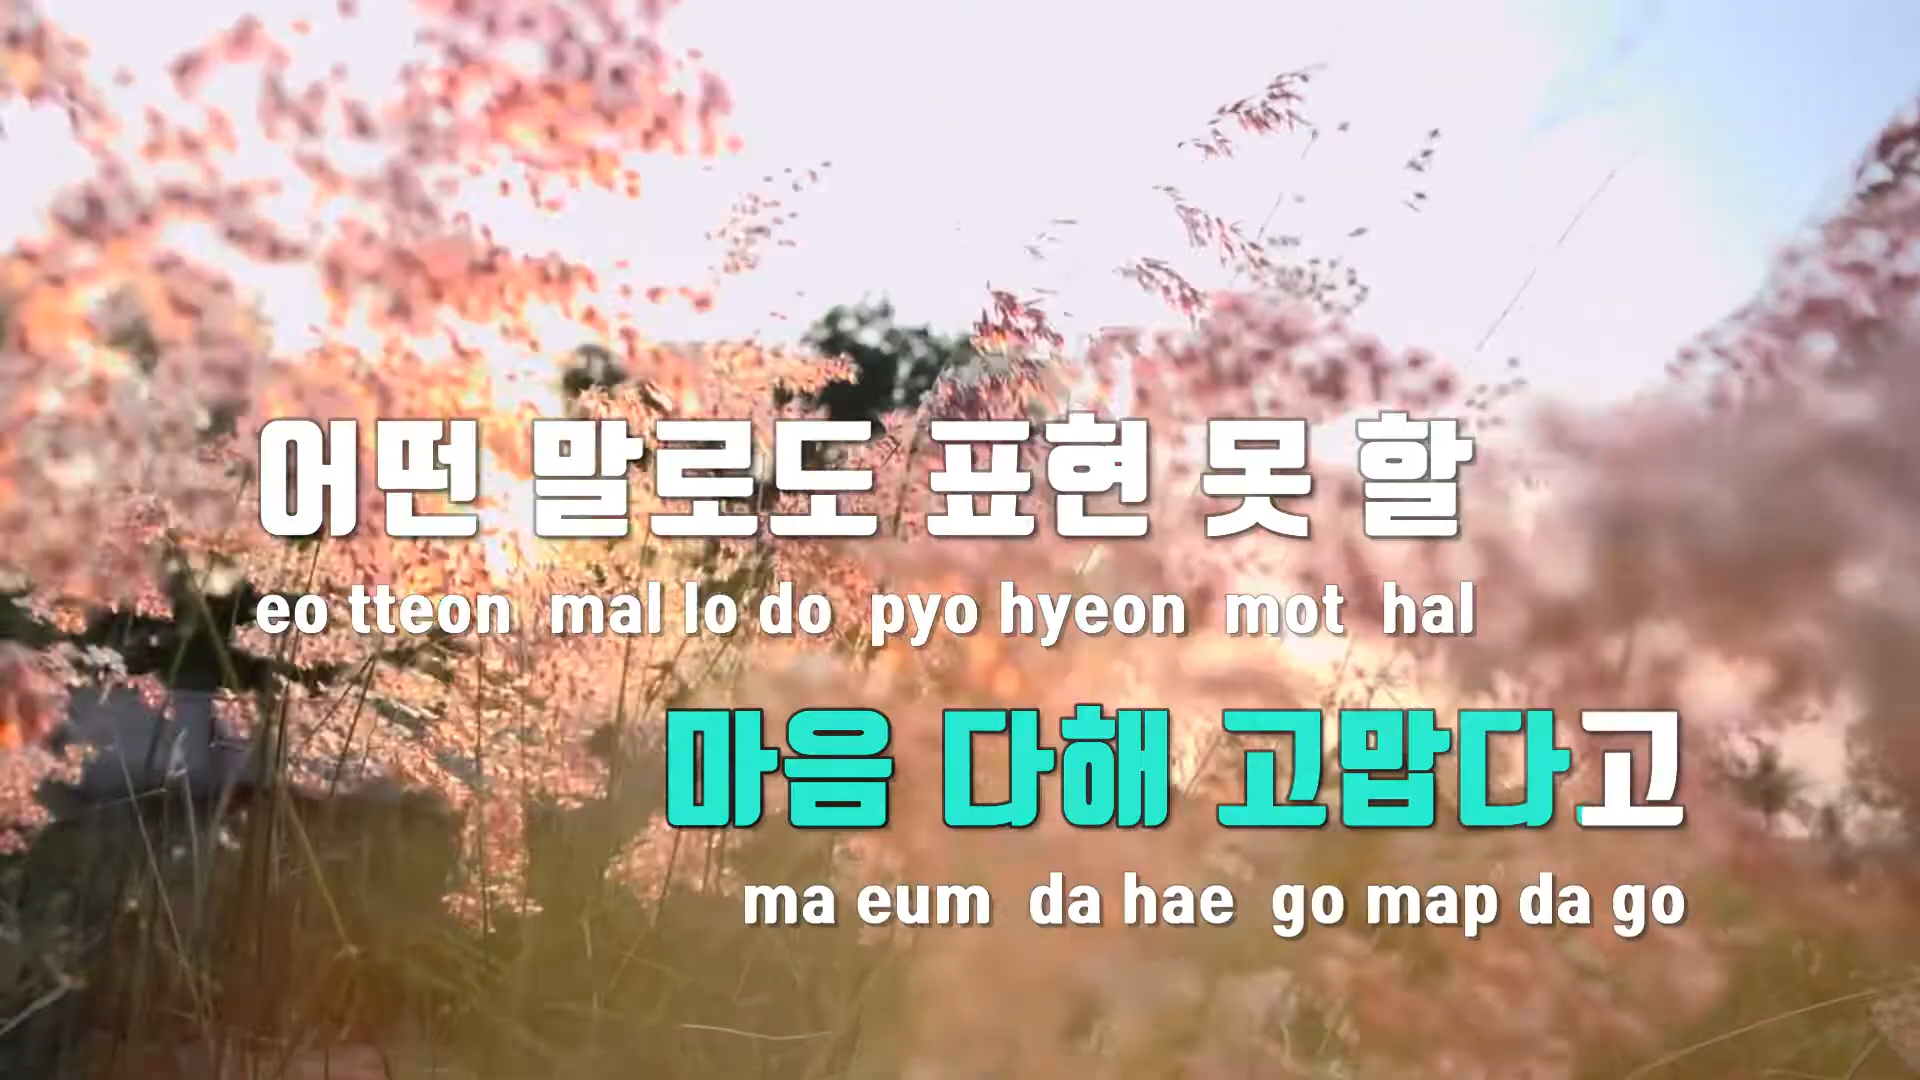 어떤 말로도 표현 못 할
eo tteon mal lo do pyo hyeon mot hal
마음 다해 고맙다고
ma eum da hae go map da go